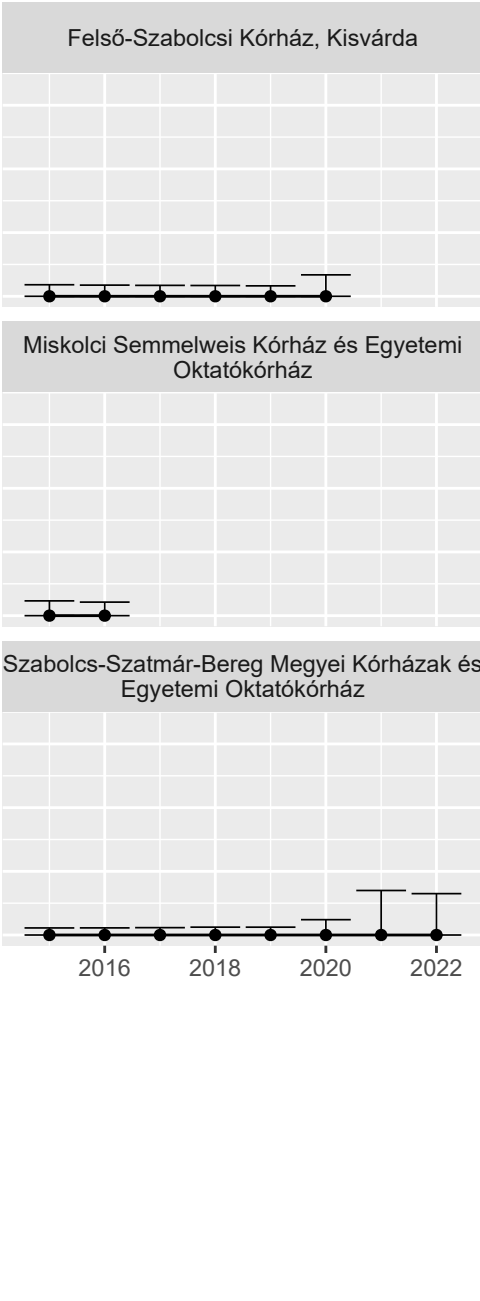 Felső-Szabolcsi Kórház, Kisvárda
Miskolci Semmelweis Kórház és Egyetemi
Oktatókórház
Szabolcs-Szatmár-Bereg Megyei Kórházak és
Egyetemi Oktatókórház
2016 2018 2020 2022